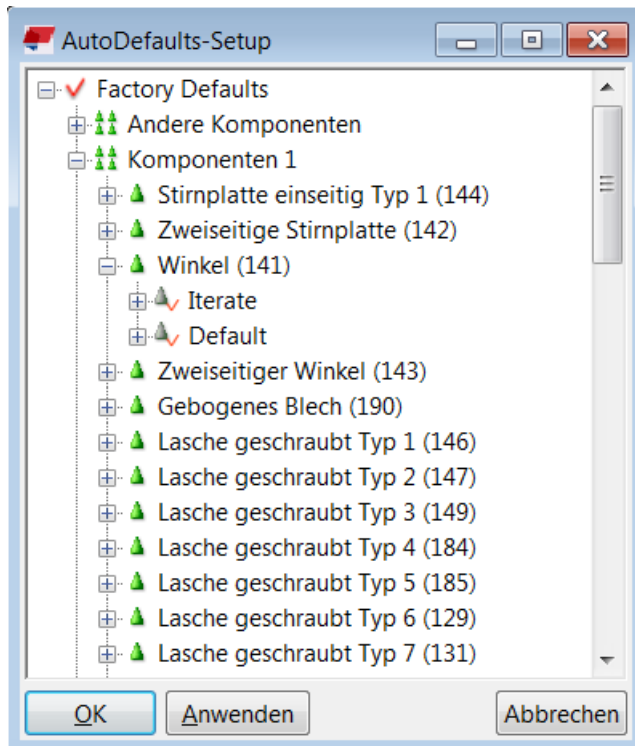 AutoDefaults-Setup
Factory Defaults
Andere Komponenten
Komponenten 1
Stirnplatte einseitig Typ 1 (144)
Zweiseitige Stirnplatte (142)
Winkel (141)
Iterate
Default
Zweiseitiger Winkel (143)
Gebogenes Blech (190)
Lasche geschraubt Typ 1 (146)
Lasche geschraubt Typ 2 (147)
Lasche geschraubt Typ 3 (149)
Lasche geschraubt Typ 4 (184)
Lasche geschraubt Typ 5 (185)
Lasche geschraubt Typ 6 (129)
Lasche geschraubt Typ 7 (131)
OK Anwenden Abbrechen